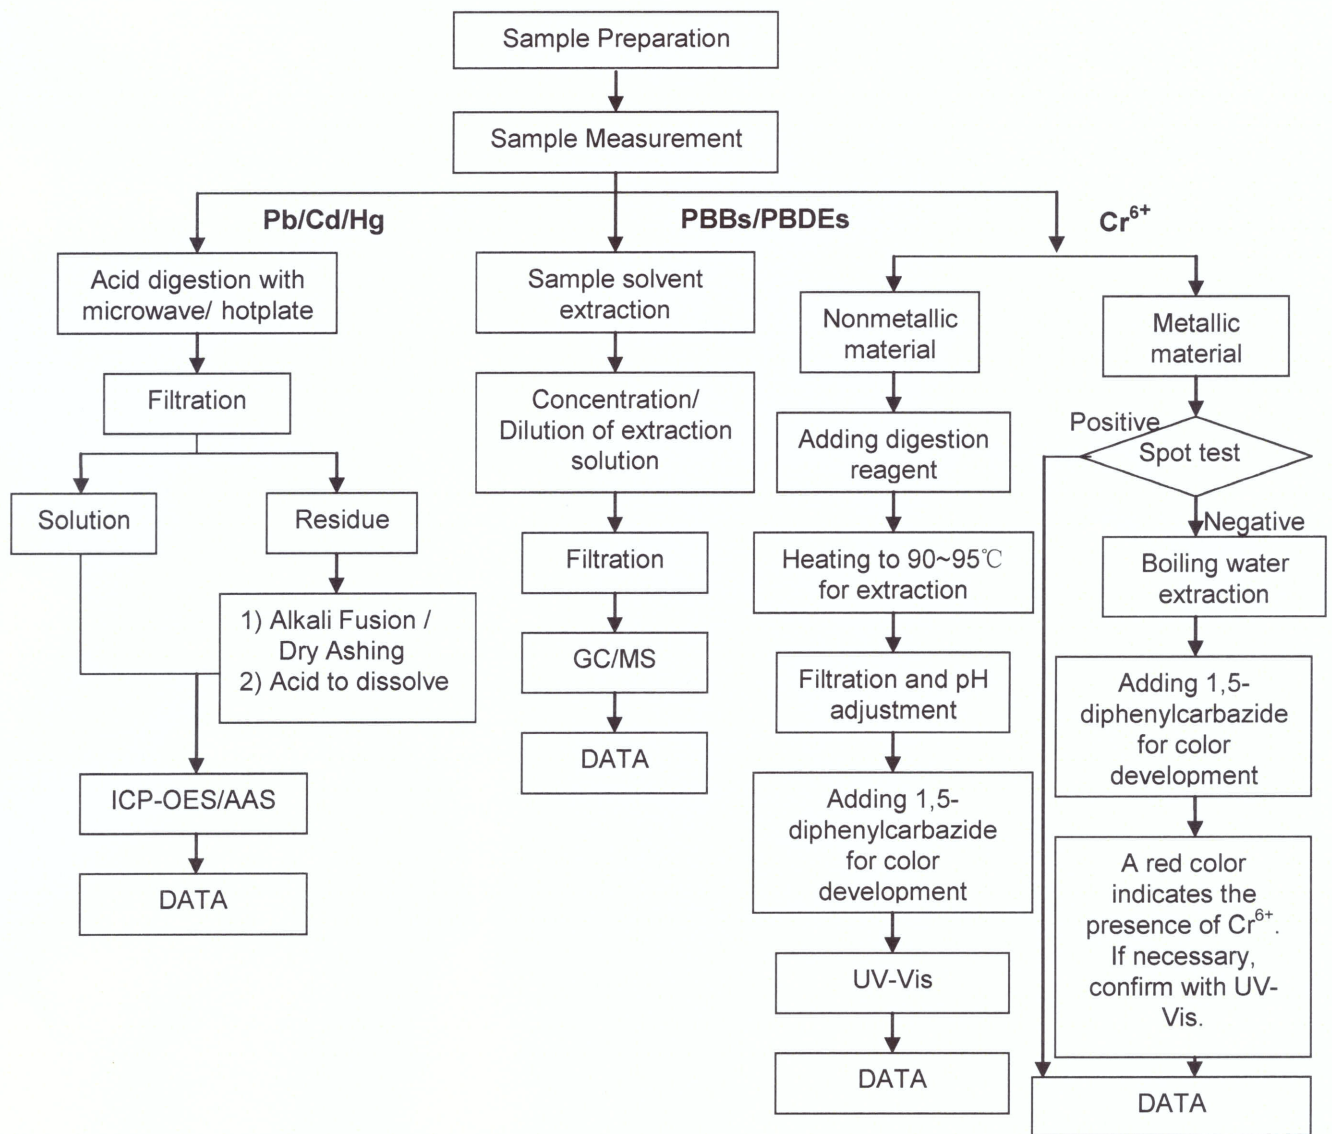 Sample Preparation
Sample Measurement
Pb/Cd/Hg
PBBs/PBDEs
Cr⁶⁺
Acid digestion with
microwave/ hotplate
Filtration
Solution
Residue
1) Alkali Fusion /
Dry Ashing
2) Acid to dissolve
ICP-OES/AAS
DATA
Sample solvent
extraction
Concentration/
Dilution of extraction
solution
Filtration
GC/MS
DATA
Nonmetallic
material
Adding digestion
reagent
Heating to 90~95℃
for extraction
Filtration and pH
adjustment
Adding 1,5-
diphenylcarbazide
for color
development
UV-Vis
DATA
Metallic
material
Positive
Spot test
Negative
Boiling water
extraction
Adding 1,5-
diphenylcarbazide
for color
development
A red color
indicates the
presence of Cr⁶⁺.
If necessary,
confirm with UV-
Vis.
DATA